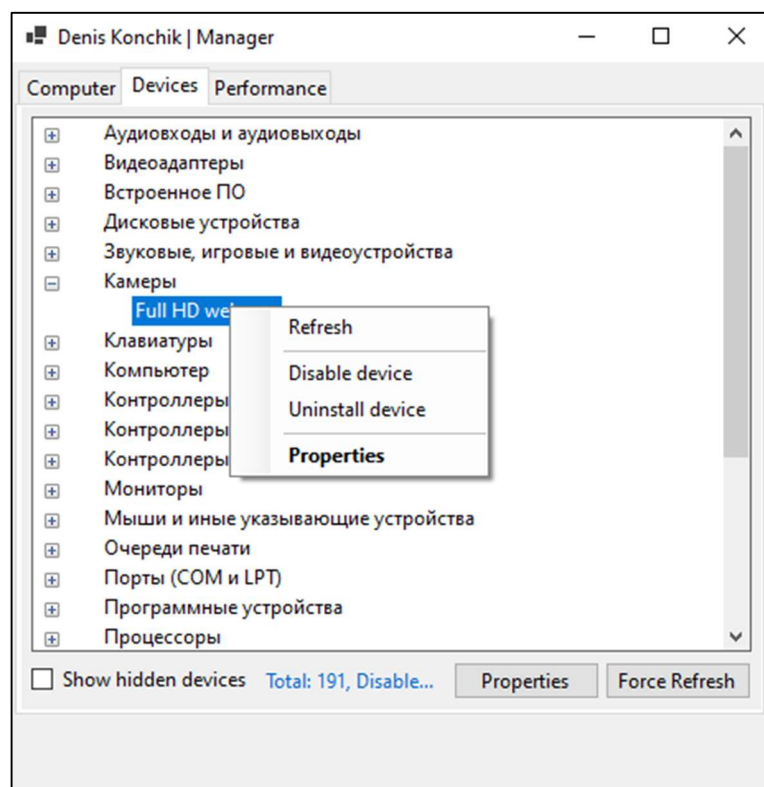 Denis Konchik | Manager
Computer Devices Performance
Аудиовходы и аудиовыходы
Видеоадаптеры
Встроенное ПО
Дисковые устройства
Звуковые, игровые и видеоустройства
Камеры
Full HD
Refresh
Клавиатуры
Компьютер
Disable device
Контроллеры
Uninstall device
Контроллеры
Контроллеры
Properties
Мониторы
Мыши и иные указывающие устройства
Очереди печати
Порты (COM и LPT)
Программные устройства
Процессоры
Show hidden devices Total: 191, Disable... Properties Force Refresh